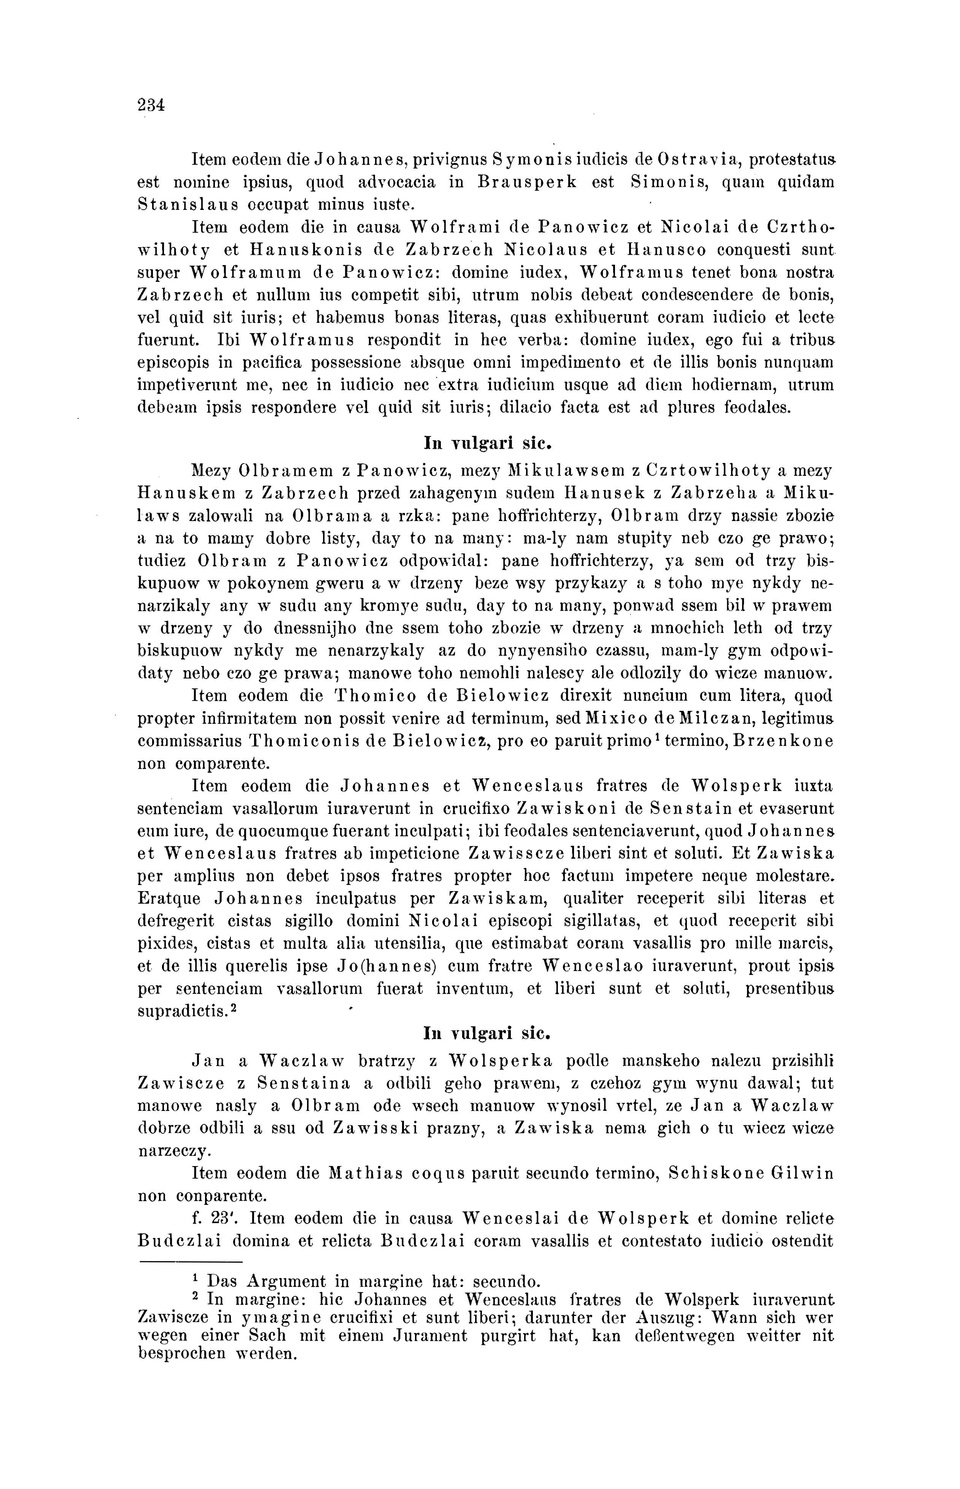 234
Item eodem die Johannes, privignus Symonis iudicis de Ostravia, protestatus
est nomine ipsius, quod advocacia in Brausperk est Simonis, quam quidam
Stanislaus occupat minus iuste.
Item eodem die in causa Wolframi de Panowicz et Nicolai de Czrtho-
wilhoty et Hanuskonis de Zabrzech Nicolaus et Hanusco conquesti sunt
super Wolframum de Panowicz: domine iudex, Wolframus tenet bona nostra
Zabrzech et nullum ius competit sibi, utrum nobis debeat condescendere de bonis,
vel quid sit iuris; et habemus bonas literas, quas exhibuerunt coram iudicio et lecte
fuerunt. Ibi Wolframus respondit in hec verba: domine iudex, ego fui a tribus
episcopis in pacifica possessione absque omni impedimento et de illis bonis nunquam
impetiverunt me, nec in iudicio nec extra iudicium usque ad diem hodiernam, utrum
debeam ipsis respondere vel quid sit iuris; dilacio facta est ad plures feodales.
In vulgari sic.
Mezy Olbramem z Panowicz, mezy Mikulawsem z Czrtowilhoty a mezy
Hanuskem z Zabrzech przed zahagenym sudem Hanusek z Zabrzeha a Miku-
laws zalowali na Olbrama a rzka: pane hoffrichterzy, Olbram drzy nassie zbozie
a na to mamy dobre listy, day to na many: ma-ly nam stupity neb czo ge prawo;
tudiez Olbram z Panowicz odpowidal: pane hoffrichterzy, ya sem od trzy bis-
kupuow w pokoynem gweru a w drzeny beze wsy przykazy a s toho mye nykdy ne-
narzikaly any w sudu any kromye sudu, day to na many, ponwad ssem bil w prawem
w drzeny y do dnessnijho dne ssem toho zbozie w drzeny a mnochich leth od trzy
biskupuow nykdy me nenarzykaly az do nynyensiho czassu, mam-ly gym odpowi-
daty nebo czo ge prawa; manowe toho nemohli nalescy ale odlozily do wicze manuow.
Item eodem die Thomico de Bielowicz direxit nuncium cum litera, quod
propter infirmitatem non possit venire ad terminum, sed Mixico de Milczan, legitimus
commissarius Thomiconis de Bielowicz, pro eo paruit primo¹ termino, Brzenkone
non comparente.
Item eodem die Johannes et Wenceslaus fratres de Wolsperk iuxta
sentenciam vasallorum iuraverunt in crucifixo Zawiskoni de Senstain et evaserunt
eum iure, de quocumque fuerant inculpati; ibi feodales sentenciaverunt, quod Johannes
et Wenceslaus fratres ab impeticione Zawisscze liberi sint et soluti. Et Zawiska
per amplius non debet ipsos fratres propter hoc factum impetere neque molestare.
Eratque Johannes inculpatus per Zawiskam, qualiter receperit sibi literas et
defregerit cistas sigillo domini Nicolai episcopi sigillatas, et quod receperit sibi
pixides, cistas et multa alia utensilia, que estimabat coram vasallis pro mille marcis,
et de illis querelis ipse Jo(hannes) cum fratre Wenceslao iuraverunt, prout ipsis
per sentenciam vasallorum fuerat inventum, et liberi sunt et soluti, presentibus
supradictis.²
In vulgari sic.
Jan a Waczlaw bratrzy z Wolsperka podle manskeho nalezu przisihli
Zawiscze z Senstaina a odbili geho prawem, z czehoz gym wynu dawal; tut
manowe nasly a Olbram ode wsech manuow wynosil vrtel, ze Jan a Waczlaw
dobrze odbili a ssu od Zawisski prazny, a Zawiska nema gich o tu wiecz wicze
narzeczy.
Item eodem die Mathias coqus paruit secundo termino, Schiskone Gilwin
non conparente.
f. 23'. Item eodem die in causa Wenceslai de Wolsperk et domine relicte
Budczlai domina et relicta Budczlai coram vasallis et contestato iudicio ostendit
¹ Das Argument in margine hat: secundo.
² In margine: hic Johannes et Wenceslaus fratres de Wolsperk iuraverunt
Zawiscze in ymagine crucifixi et sunt liberi; darunter der Auszug: Wann sich wer
wegen einer Sach mit einem Jurament purgirt hat, kan deßentwegen weitter nit
besprochen werden.